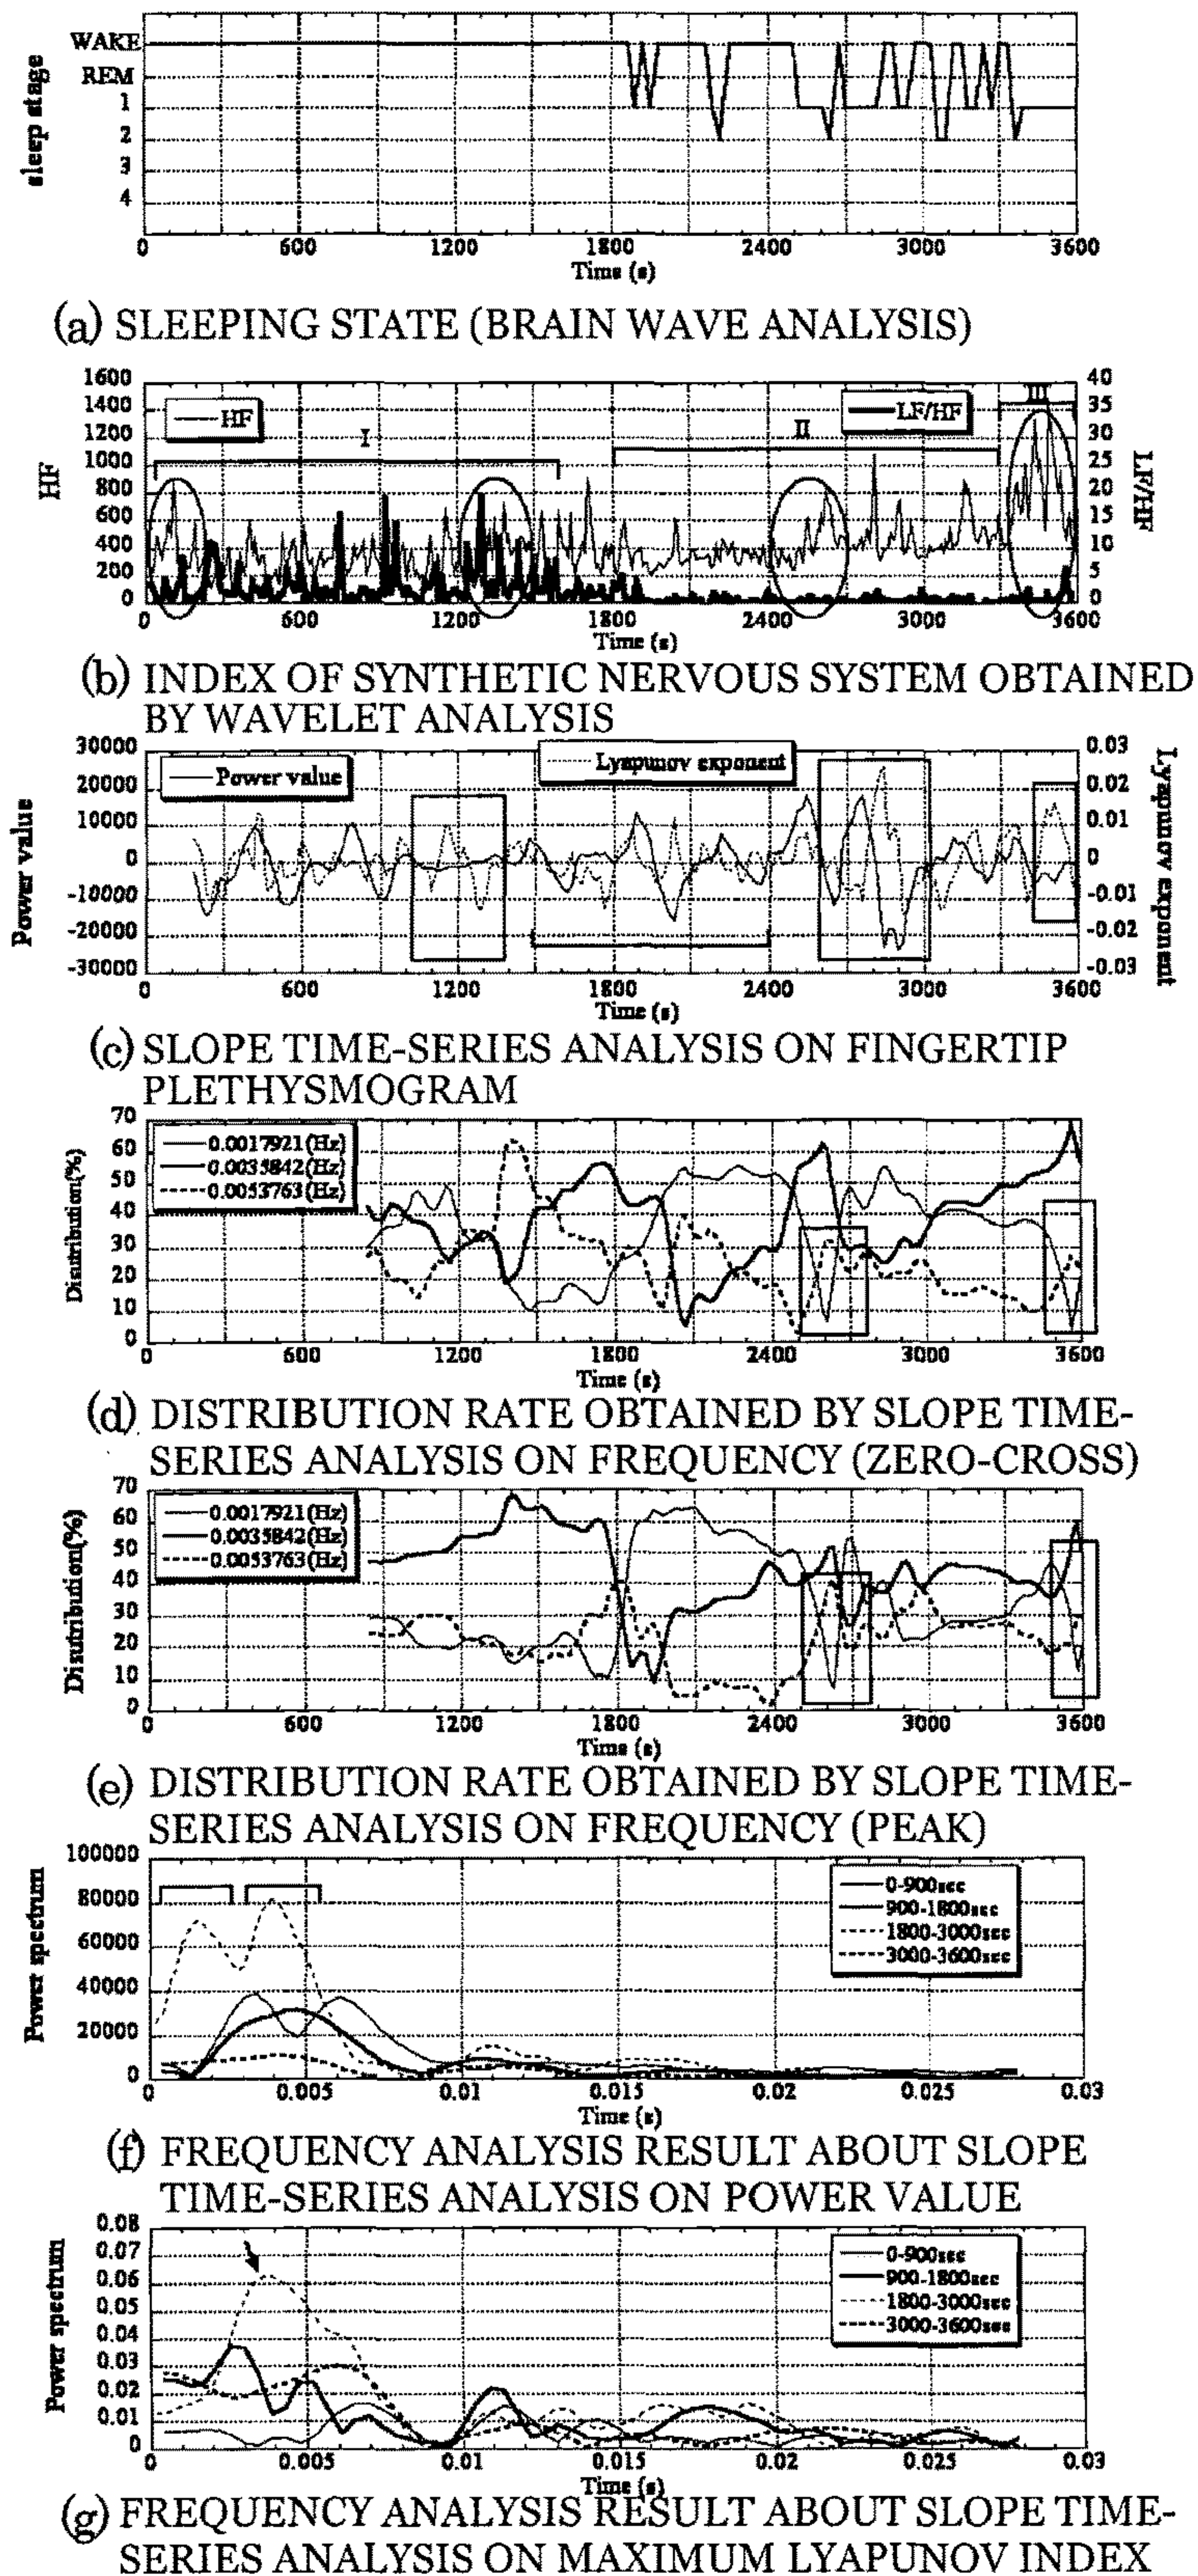 WAKE
REM
1
2
3
4
sleep stage
0 600 1200 1800 2400 3000 3600
Time (s)
(a) SLEEPING STATE (BRAIN WAVE ANALYSIS)
1600
1400
1200
1000
800
600
400
200
0
HF
HF
I
II
LF/HF
III
40
35
30
25
20
15
10
5
0
LF/HF
0 600 1200 1800 2400 3000 3600
Time (s)
(b) INDEX OF SYNTHETIC NERVOUS SYSTEM OBTAINED
BY WAVELET ANALYSIS
30000
20000
10000
0
-10000
-20000
-30000
Power value
Power value
Lyapunov exponent
0.03
0.02
0.01
0
-0.01
-0.02
-0.03
Lyapunov exponent
0 600 1200 1800 2400 3000 3600
Time (s)
(c) SLOPE TIME-SERIES ANALYSIS ON FINGERTIP
PLETHYSMOGRAM
70
60
50
40
30
20
10
0
Disutribution(%)
0.0017921(Hz)
0.0035842(Hz)
0.0053763(Hz)
0 600 1200 1800 2400 3000 3600
Time (s)
(d) DISTRIBUTION RATE OBTAINED BY SLOPE TIME-
SERIES ANALYSIS ON FREQUENCY (ZERO-CROSS)
70
60
50
40
30
20
10
0
Disutribution(%)
0.0017921(Hz)
0.0035842(Hz)
0.0053763(Hz)
0 600 1200 1800 2400 3000 3600
Time (s)
(e) DISTRIBUTION RATE OBTAINED BY SLOPE TIME-
SERIES ANALYSIS ON FREQUENCY (PEAK)
100000
80000
60000
40000
20000
0
Power spectrum
0-900sec
900-1800sec
1800-3000sec
3000-3600sec
0 0.005 0.01 0.015 0.02 0.025 0.03
Time (s)
(f) FREQUENCY ANALYSIS RESULT ABOUT SLOPE
TIME-SERIES ANALYSIS ON POWER VALUE
0.08
0.07
0.06
0.05
0.04
0.03
0.02
0.01
0
Power spectrum
0-900sec
900-1800sec
1800-3000sec
3000-3600sec
0 0.005 0.01 0.015 0.02 0.025 0.03
Time (s)
(g) FREQUENCY ANALYSIS RESULT ABOUT SLOPE TIME-
SERIES ANALYSIS ON MAXIMUM LYAPUNOV INDEX